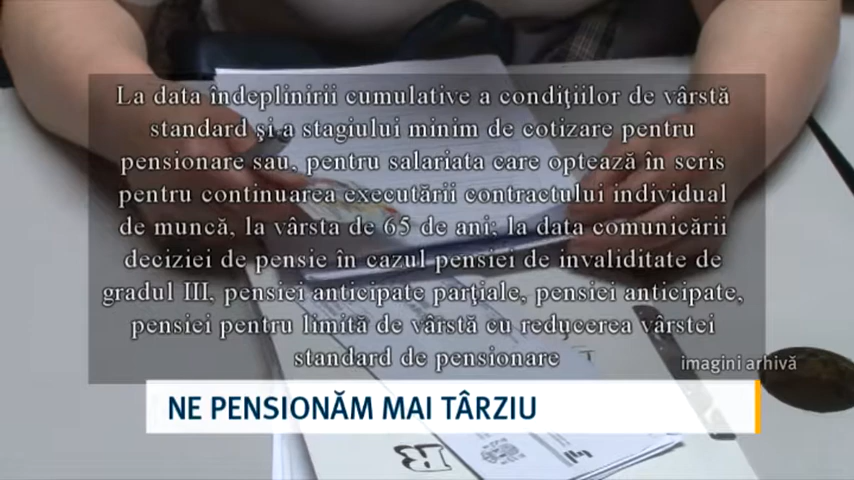 La data îndeplinirii cumulative a condiţiilor de vârstă
standard şi a stagiului minim de cotizare pentru
pensionare sau, pentru salariata care optează în scris
pentru continuarea executării contractului individual
de muncă, la vârsta de 65 de ani; la data comunicării
deciziei de pensie în cazul pensiei de invaliditate de
gradul III, pensiei anticipate parţiale, pensiei anticipate,
pensiei pentru limită de vârstă cu reducerea vârstei
standard de pensionare
imagini arhivă
NE PENSIONĂM MAI TÂRZIU